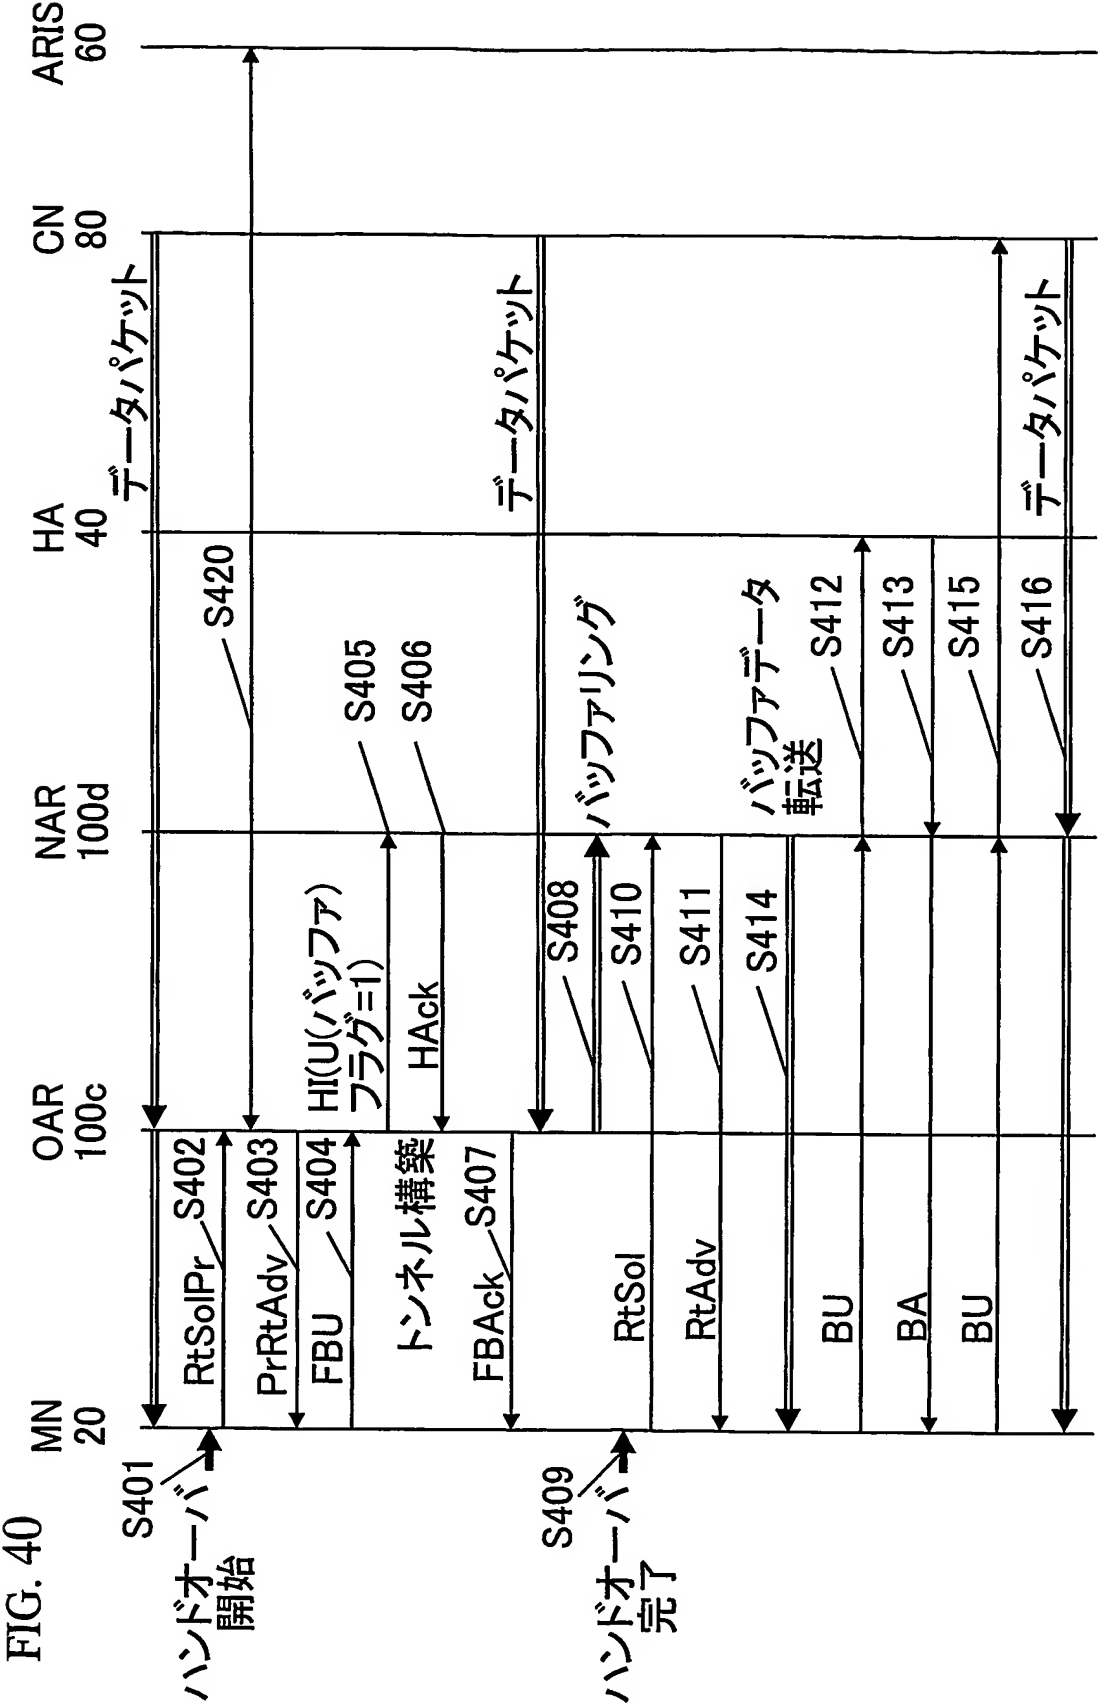 FIG. 40
MN
20
OAR
100c
NAR
100d
HA
40
CN
80
ARIS
60
データパケット
S401
ハンドオーバ
開始
RtSolPr
S402
S420
PrRtAdv
S403
FBU
S404
HI(U(バッファ)
フラグ=1)
S405
トンネル構築
HAck
S406
FBAck
S407
データパケット
S408
バッファリング
S409
ハンドオーバ
完了
RtSol
S410
RtAdv
S411
S414
バッファデータ
転送
BU
S412
BA
S413
BU
S415
データパケット
S416